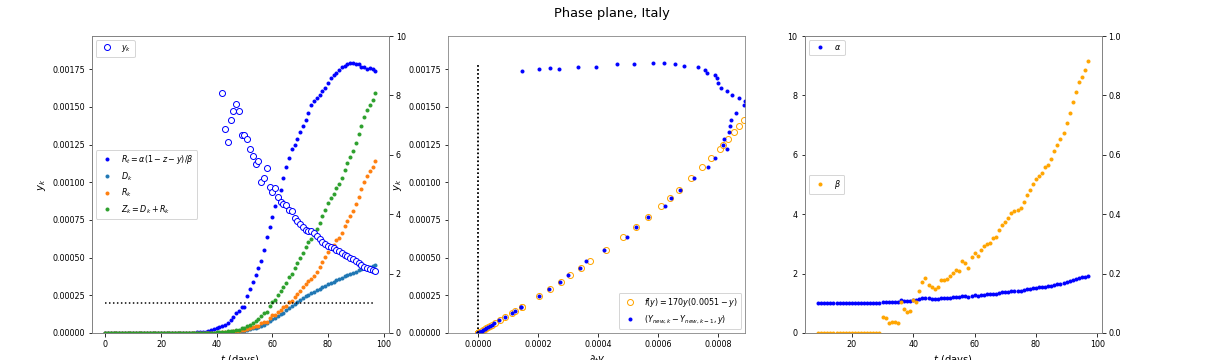 Phase plane, Italy
y_k
R_t = α(1 − z − y)/β
D_k
R_k
Z_k = D_k + R_k
0.00175
0.00150
0.00125
0.00100
0.00075
0.00050
0.00025
0.00000
y_k
10
8
6
4
2
0
0 20 40 60 80 100
t (days)
y_k
0.00175
0.00150
0.00125
0.00100
0.00075
0.00050
0.00025
0.00000
0.0000 0.0002 0.0004 0.0006 0.0008
f(y) = 170y(0.0051 − y)
(Y_{new,k} − Y_{new,k−1}, y)
α
β
10
8
6
4
2
0
1.0
0.8
0.6
0.4
0.2
0.0
20 40 60 80 100
t (days)